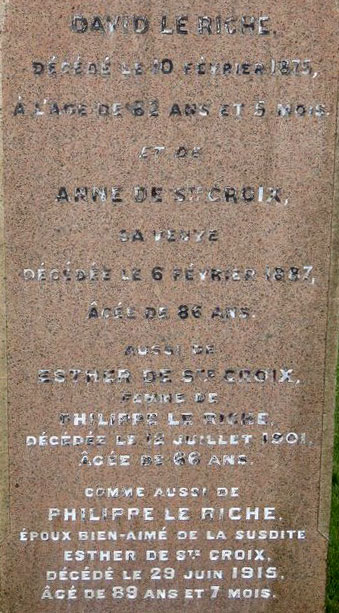 DAVID LE RICHE,
DÉCÉDÉ LE 10 FÉVRIER 1875,
À L'AGE DE 82 ANS ET 5 MOIS.
ET DE
ANNE DE STE CROIX,
SA VEUVE
DÉCÉDÉE LE 6 FÉVRIER 1887,
ÂGÉE DE 86 ANS.
AUSSI DE
ESTHER DE STE CROIX,
FEMME DE
PHILIPPE LE RICHE,
DÉCÉDÉE LE 12 JUILLET 1901,
ÂGÉE DE 66 ANS.
COMME AUSSI DE
PHILIPPE LE RICHE,
ÉPOUX BIEN-AIMÉ DE LA SUSDITE
ESTHER DE STE CROIX,
DÉCÉDÉ LE 29 JUIN 1915,
ÂGÉ DE 89 ANS ET 7 MOIS.